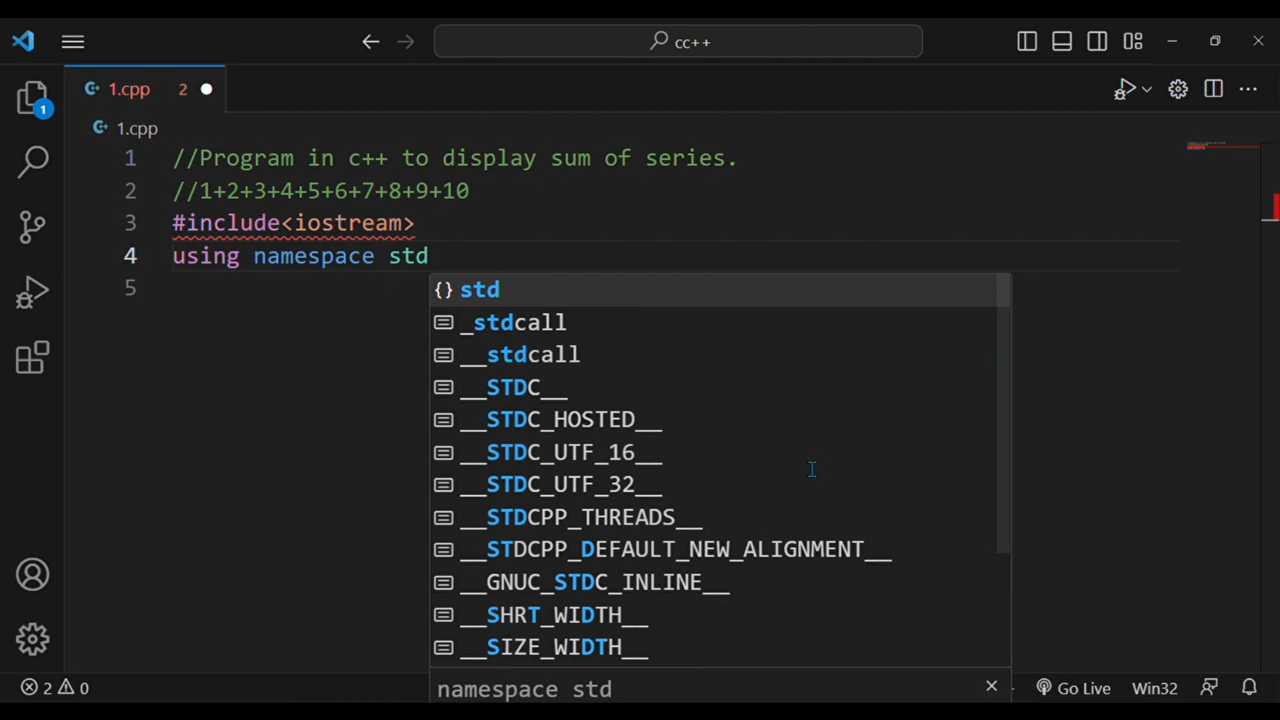 cc++
1.cpp 2
1
1.cpp
1 //Program in c++ to display sum of series.
2 //1+2+3+4+5+6+7+8+9+10
3 #include<iostream>
4 using namespace std
5
{} std
_stdcall
__stdcall
__STDC__
__STDC_HOSTED__
__STDC_UTF_16__
__STDC_UTF_32__
__STDCPP_THREADS__
__STDCPP_DEFAULT_NEW_ALIGNMENT__
__GNUC_STDC_INLINE__
__SHRT_WIDTH__
__SIZE_WIDTH__
namespace std
2 0 Go Live Win32